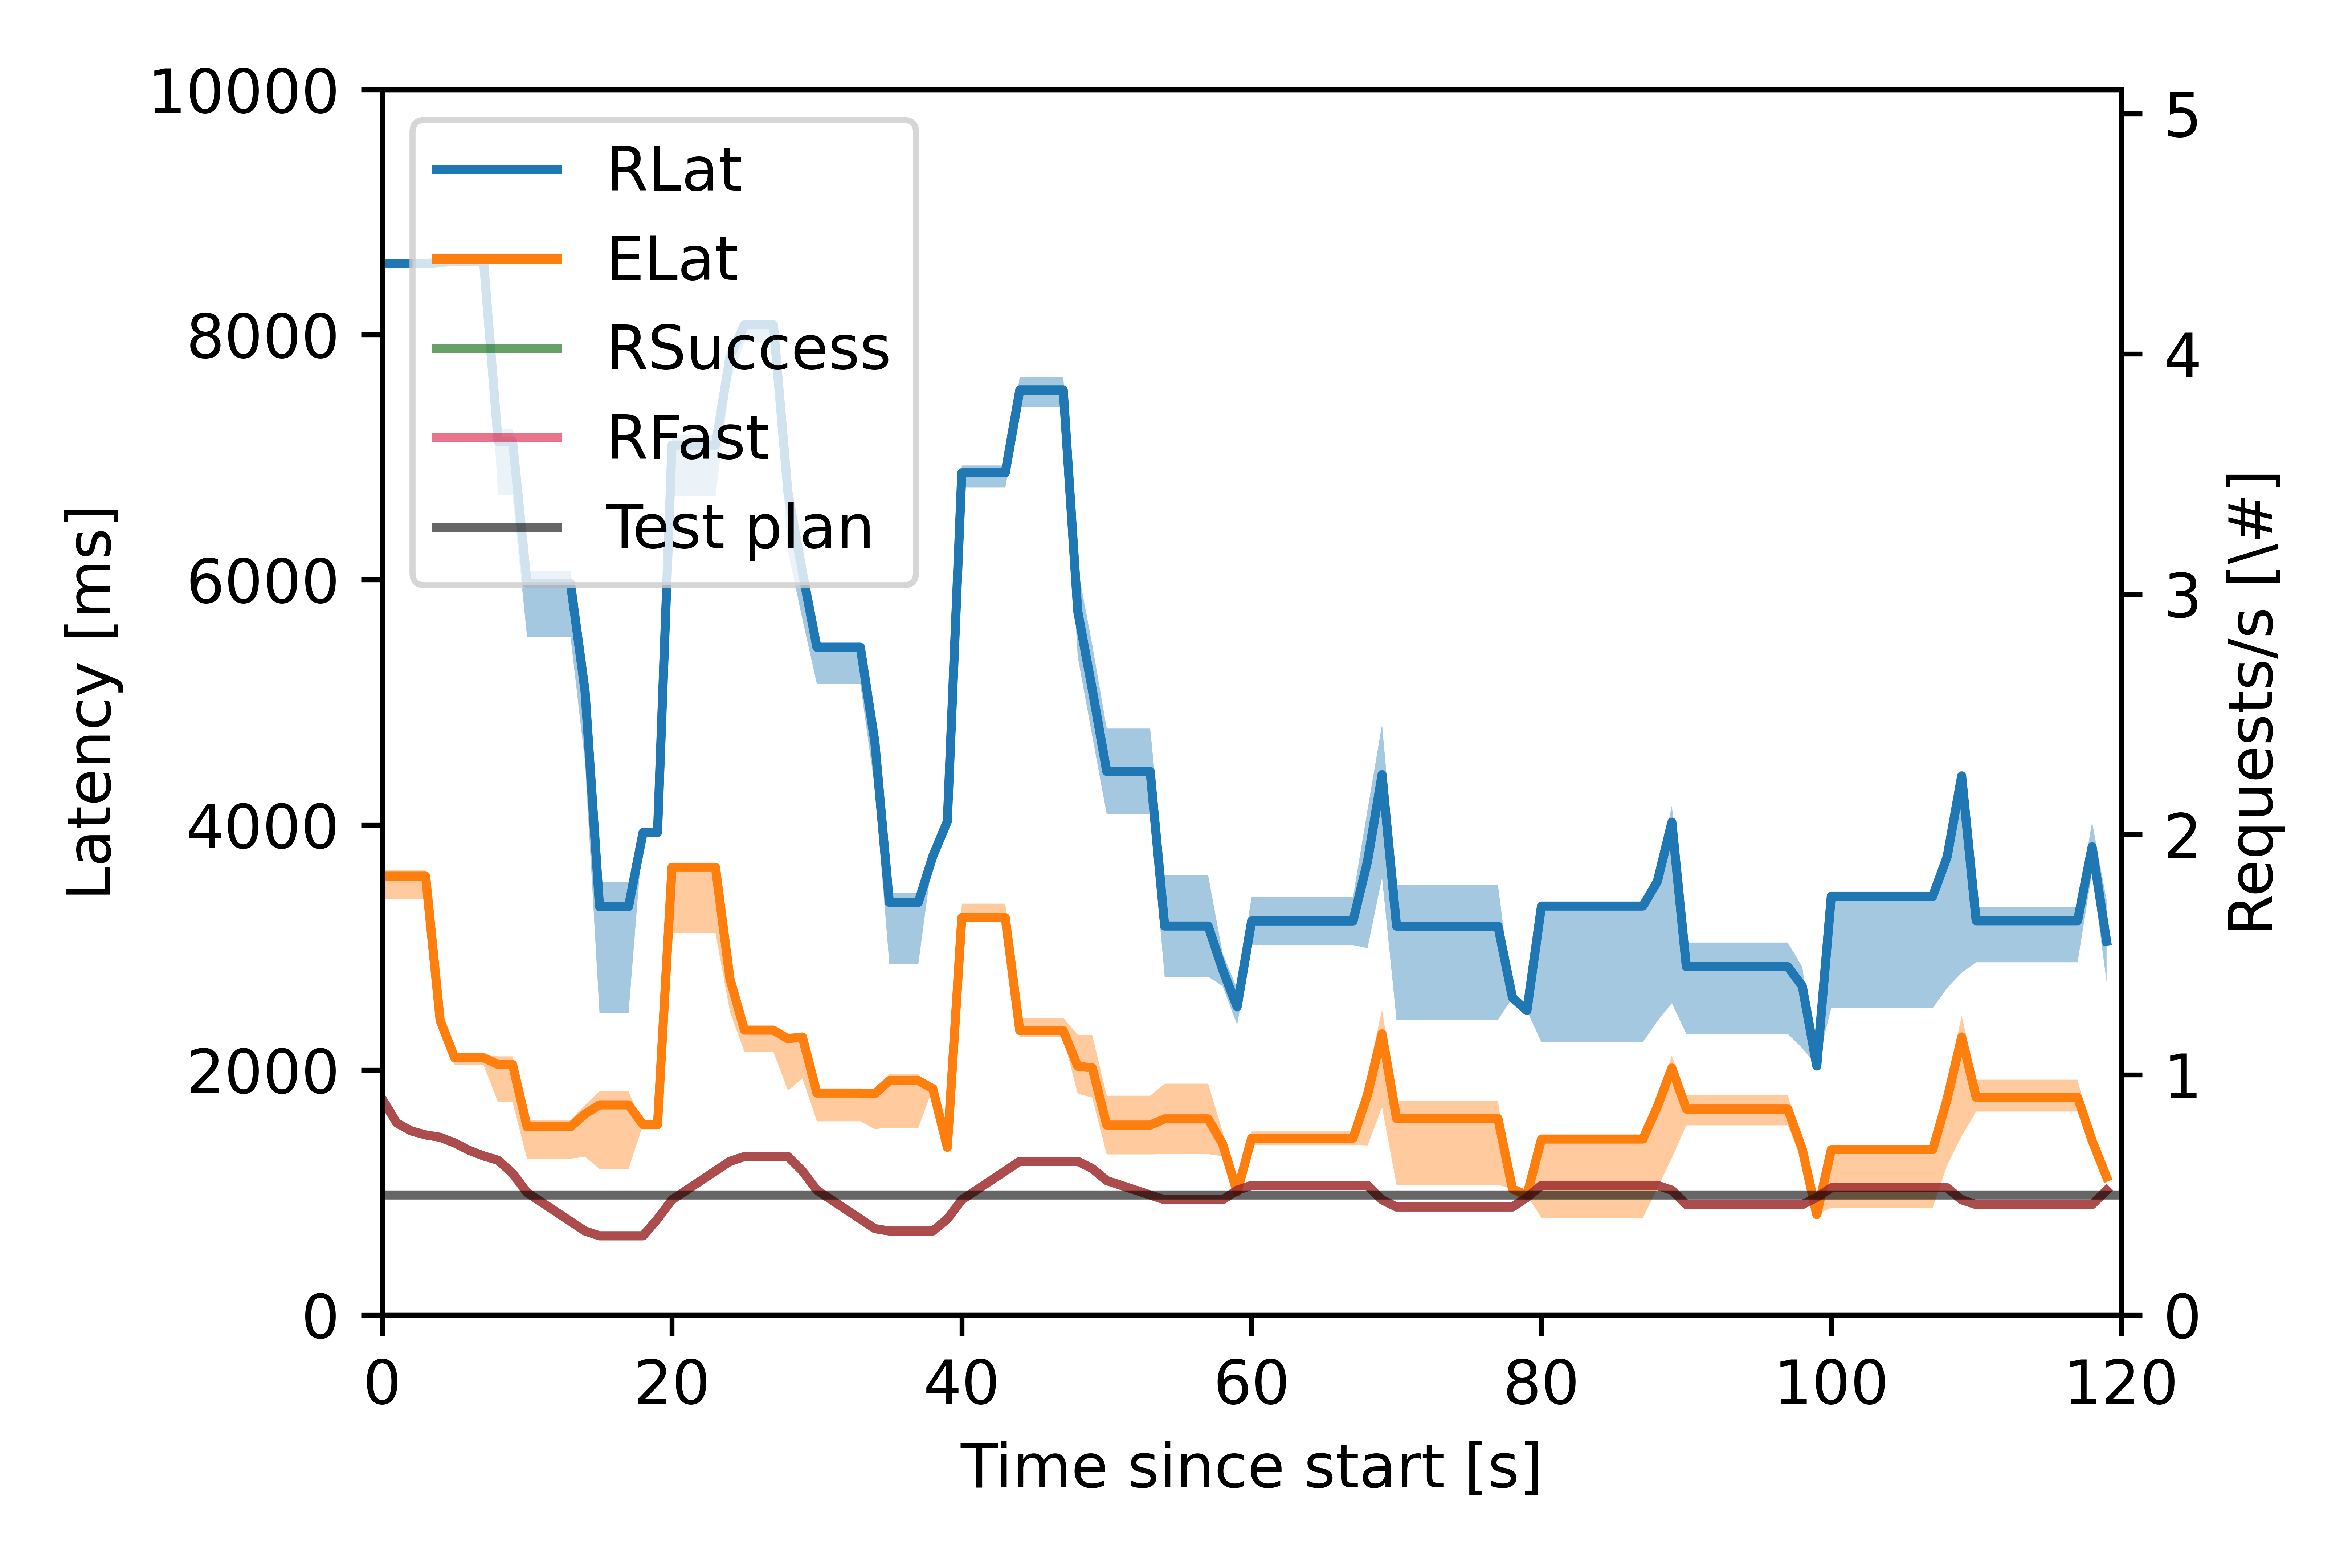 10000
8000
6000
4000
2000
0
Latency [ms]
RLat
ELat
RSuccess
RFast
Test plan
5
4
3
2
1
0
Requests/s [\#]
0 20 40 60 80 100 120
Time since start [s]